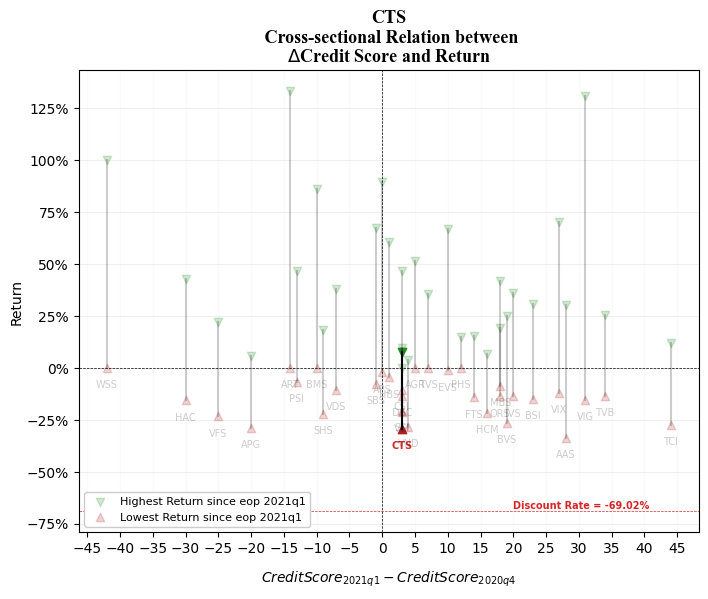 CTS
Cross-sectional Relation between
ΔCredit Score and Return
Return
125%
100%
75%
50%
25%
0%
−25%
−50%
−75%
WSS
HAC
VFS
APG
PSI
BMS
SHS
VDS
AGR
TVS
EVS
PHS
FTS
HCM
MBS
ORS
BVS
BSI
VIX
AAS
VIG
TVB
TCI
CTS
Discount Rate = -69.02%
Highest Return since eop 2021q1
Lowest Return since eop 2021q1
−45 −40 −35 −30 −25 −20 −15 −10 −5 0 5 10 15 20 25 30 35 40 45
CreditScore2021q1 − CreditScore2020q4